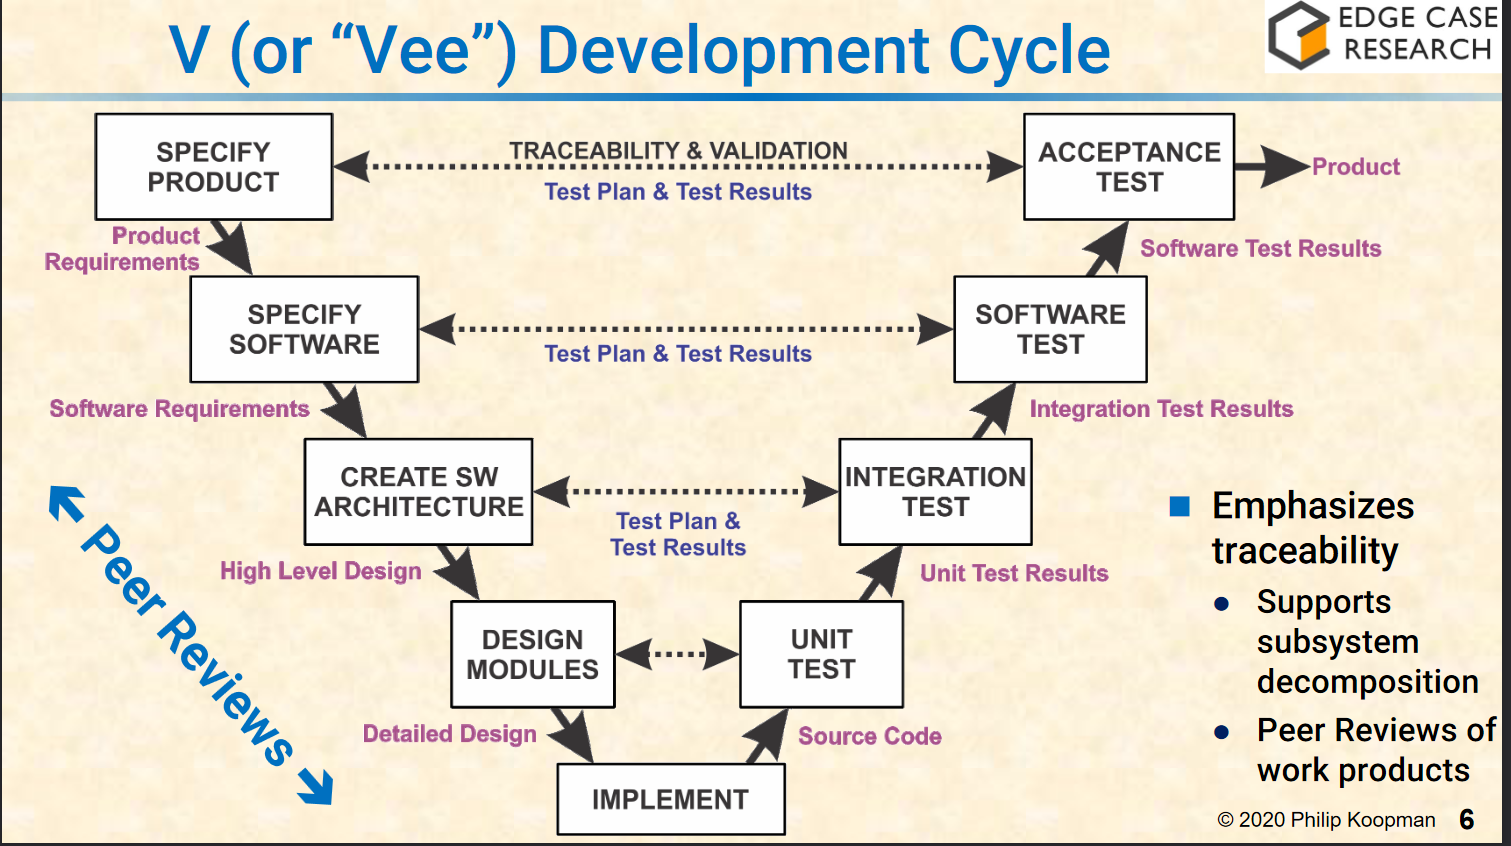 V (or “Vee”) Development Cycle
EDGE CASE
RESEARCH
SPECIFY
PRODUCT
TRACEABILITY & VALIDATION
Test Plan & Test Results
ACCEPTANCE
TEST
Product
Product
Requirements
Software Test Results
SPECIFY
SOFTWARE
Test Plan & Test Results
SOFTWARE
TEST
Software Requirements
Integration Test Results
CREATE SW
ARCHITECTURE
Test Plan &
Test Results
INTEGRATION
TEST
High Level Design
Unit Test Results
DESIGN
MODULES
UNIT
TEST
Detailed Design
Source Code
IMPLEMENT
Peer Reviews
Emphasizes
traceability
Supports
subsystem
decomposition
Peer Reviews of
work products
© 2020 Philip Koopman 6